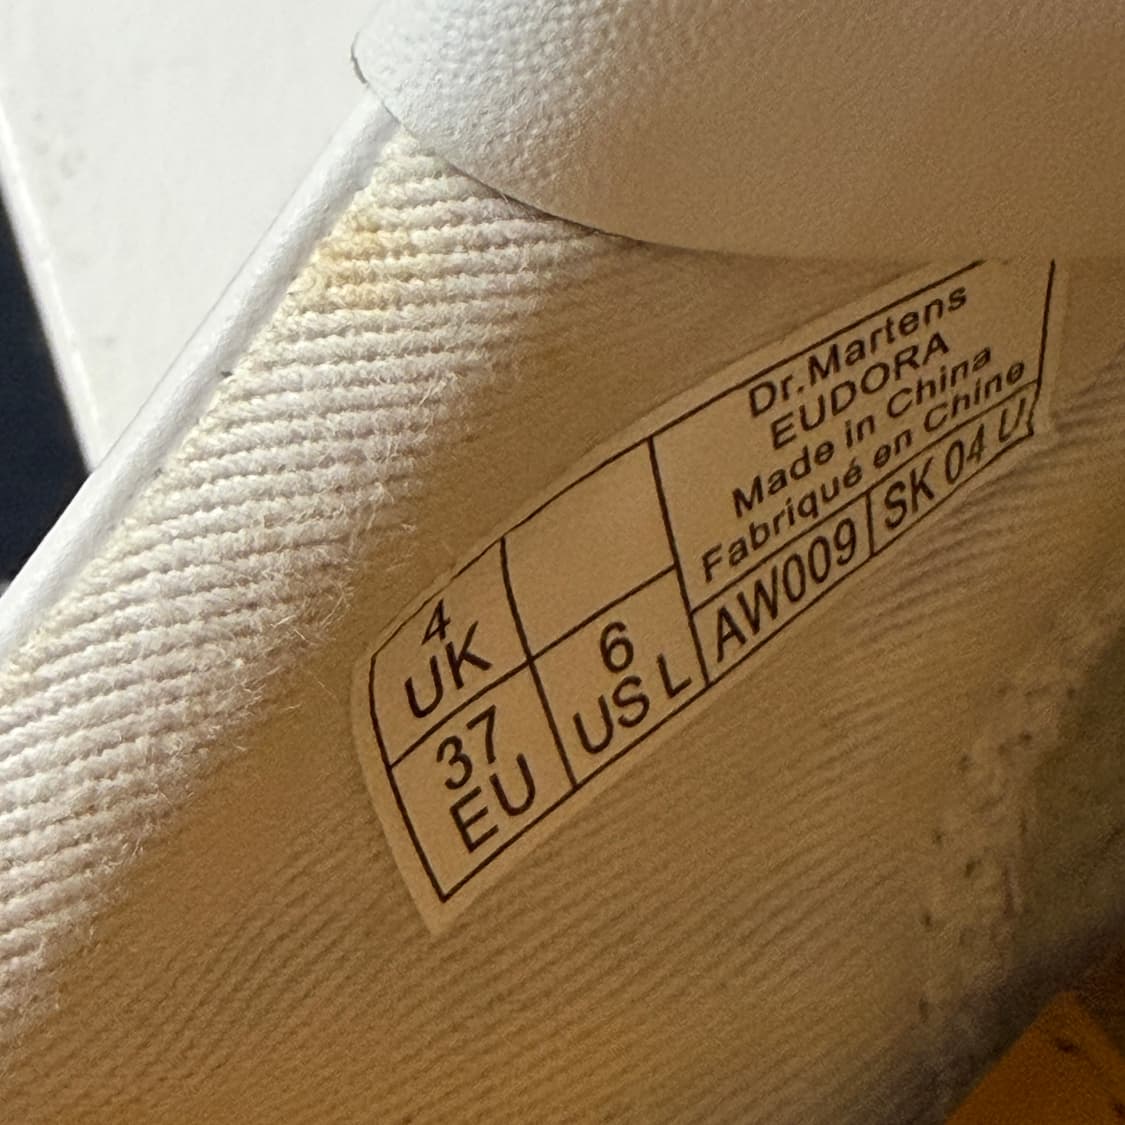 4
UK
37
EU
6
US L
Dr.Martens
EUDORA
Made in China
Fabriqué en Chine
AW009
SK 04 U